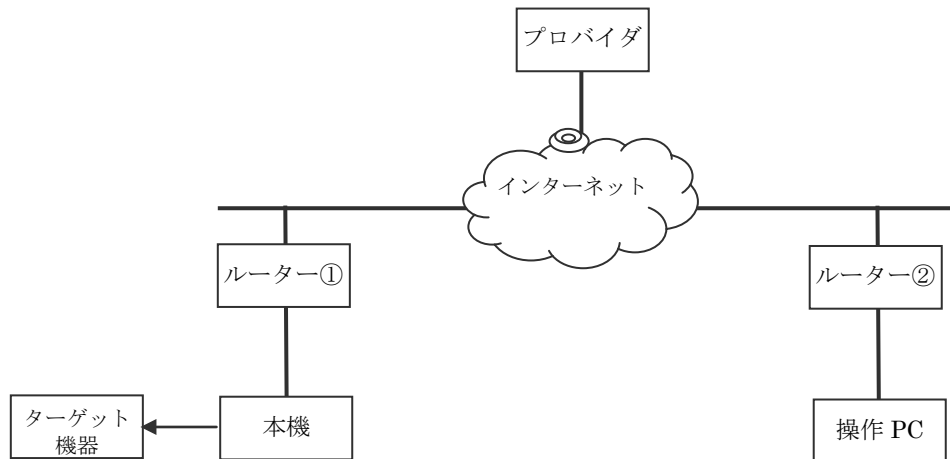 プロバイダ
インターネット
ルーター①
ルーター②
ターゲット
機器
本機
操作 PC